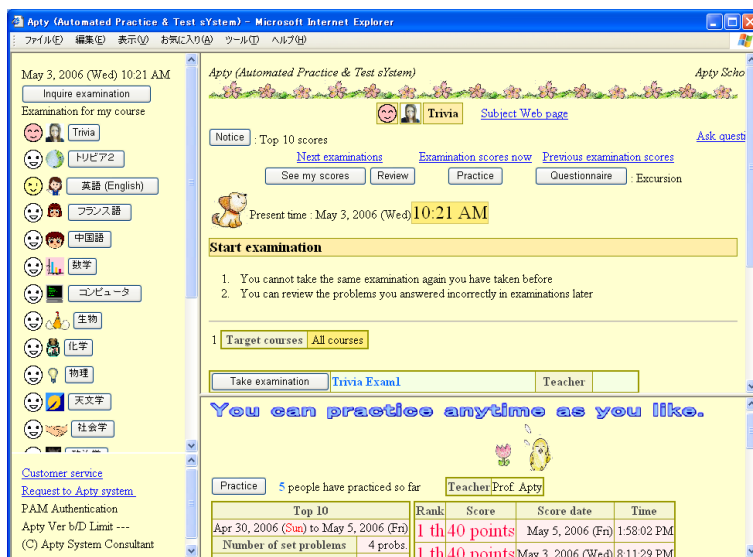 Apty (Automated Practice & Test sYstem) - Microsoft Internet Explorer
ファイル(F) 編集(E) 表示(V) お気に入り(A) ツール(T) ヘルプ(H)
May 3, 2006 (Wed) 10:21 AM
Inquire examination
Examination for my course
Trivia
トリビア2
英語 (English)
フランス語
中国語
数学
コンピュータ
生物
化学
物理
天文学
社会学
Customer service
Request to Apty system
PAM Authentication
Apty Ver b/D Limit ---
(C) Apty System Consultant
Apty (Automated Practice & Test sYstem) Apty Scho
Trivia Subject Web page
Notice : Top 10 scores Ask questi
Next examinations Examination scores now Previous examination scores
See my scores Review Practice Questionnaire : Excursion
Present time : May 3, 2006 (Wed) 10:21 AM
Start examination
1. You cannot take the same examination again you have taken before
2. You can review the problems you answered incorrectly in examinations later
1 Target courses All courses
Take examination Trivia Exam1 Teacher
You can practice anytime as you like.
Practice 5 people have practiced so far Teacher Prof. Apty
Top 10 Rank Score Score date Time
Apr 30, 2006 (Sun) to May 5, 2006 (Fri) 1 th 40 points May 5, 2006 (Fri) 1:58:02 PM
Number of set problems 4 probs. 1 th 40 points May 3, 2006 (Wed) 8:11:29 PM